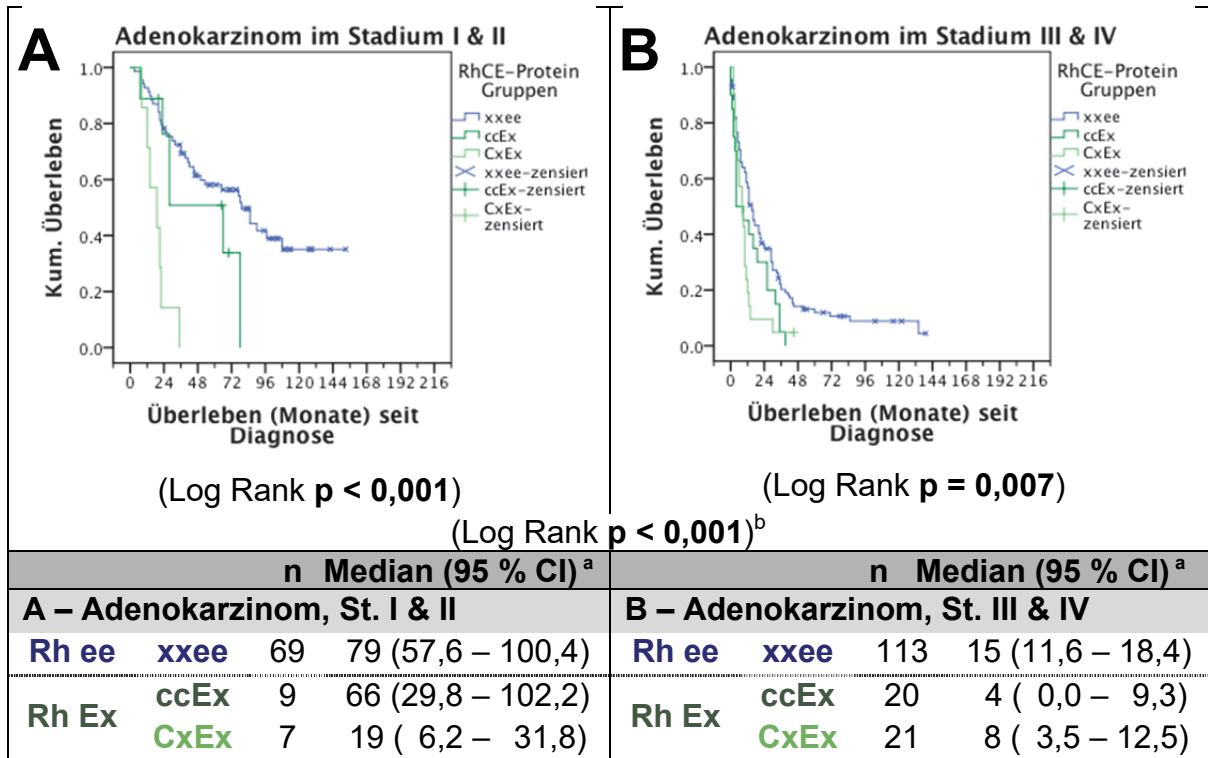 A
Adenokarzinom im Stadium I & II
Kum. Überleben
1.0
0.8
0.6
0.4
0.2
0.0
0 24 48 72 96 120 144 168 192 216
Überleben (Monate) seit
Diagnose
RhCE-Protein
Gruppen
xxee
ccEx
CxEx
xxee-zensiert
ccEx-zensiert
CxEx-
zensiert
(Log Rank p < 0,001)
B
Adenokarzinom im Stadium III & IV
Kum. Überleben
1.0
0.8
0.6
0.4
0.2
0.0
0 24 48 72 96 120 144 168 192 216
Überleben (Monate) seit
Diagnose
RhCE-Protein
Gruppen
xxee
ccEx
CxEx
xxee-zensiert
ccEx-zensiert
CxEx-
zensiert
(Log Rank p = 0,007)
(Log Rank p < 0,001)b
n Median (95 % CI) a
A – Adenokarzinom, St. I & II
Rh ee xxee 69 79 (57,6 – 100,4)
Rh Ex
ccEx 9 66 (29,8 – 102,2)
CxEx 7 19 ( 6,2 – 31,8)
n Median (95 % CI) a
B – Adenokarzinom, St. III & IV
Rh ee xxee 113 15 (11,6 – 18,4)
Rh Ex
ccEx 20 4 ( 0,0 – 9,3)
CxEx 21 8 ( 3,5 – 12,5)